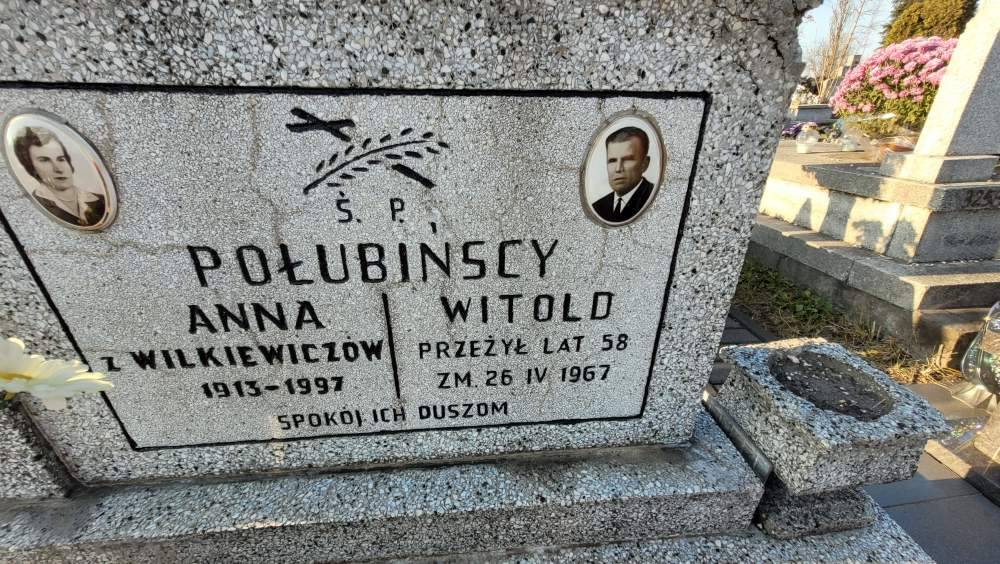 Ś. P.
POŁUBIŃSCY
ANNA
Z WILKIEWICZÓW
1913-1997
WITOLD
PRZEŻYŁ LAT 58
ZM. 26 IV 1967
SPOKÓJ ICH DUSZOM